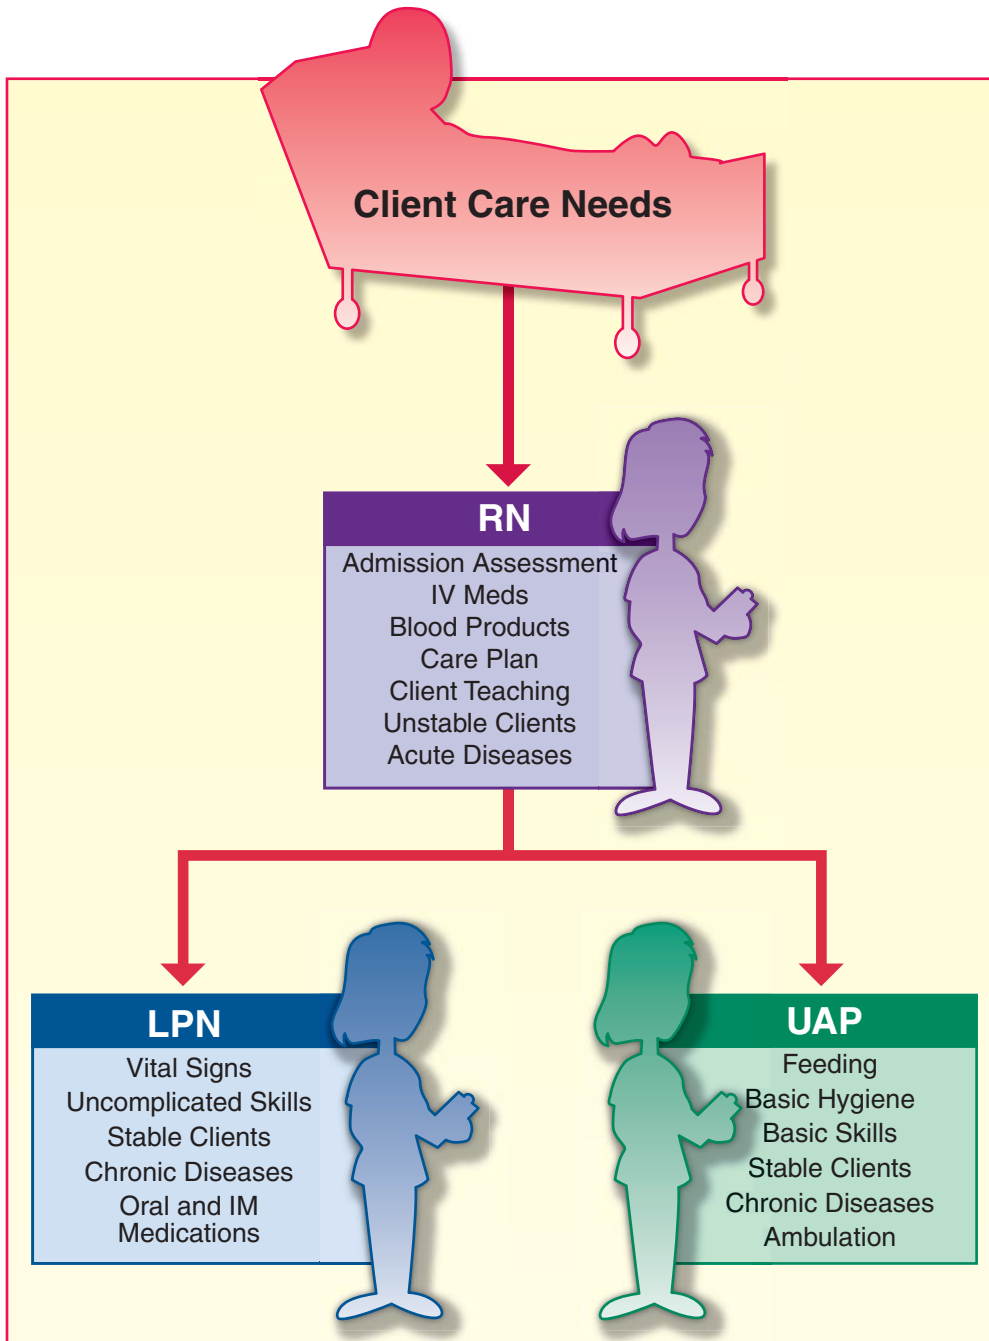 Client Care Needs
RN
Admission Assessment
IV Meds
Blood Products
Care Plan
Client Teaching
Unstable Clients
Acute Diseases
LPN
Vital Signs
Uncomplicated Skills
Stable Clients
Chronic Diseases
Oral and IM
Medications
UAP
Feeding
Basic Hygiene
Basic Skills
Stable Clients
Chronic Diseases
Ambulation